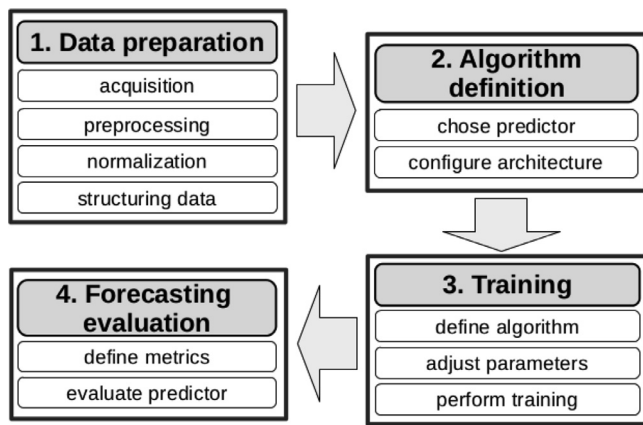 1. Data preparation
acquisition
preprocessing
normalization
structuring data
2. Algorithm
definition
chose predictor
configure architecture
3. Training
define algorithm
adjust parameters
perform training
4. Forecasting
evaluation
define metrics
evaluate predictor